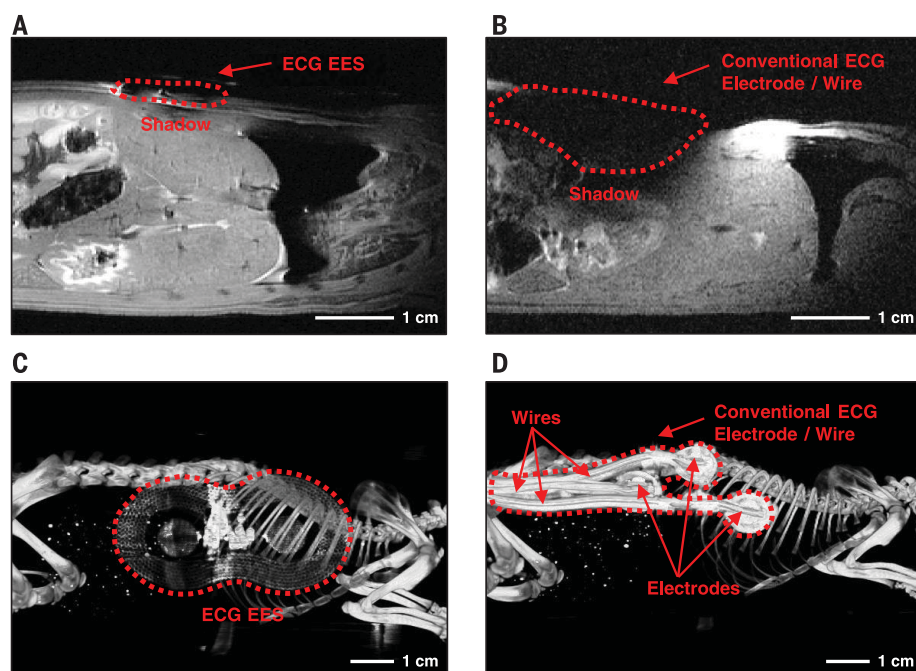 A
ECG EES
Shadow
1 cm
B
Conventional ECG
Electrode / Wire
Shadow
1 cm
C
ECG EES
1 cm
D
Wires
Conventional ECG
Electrode / Wire
Electrodes
1 cm